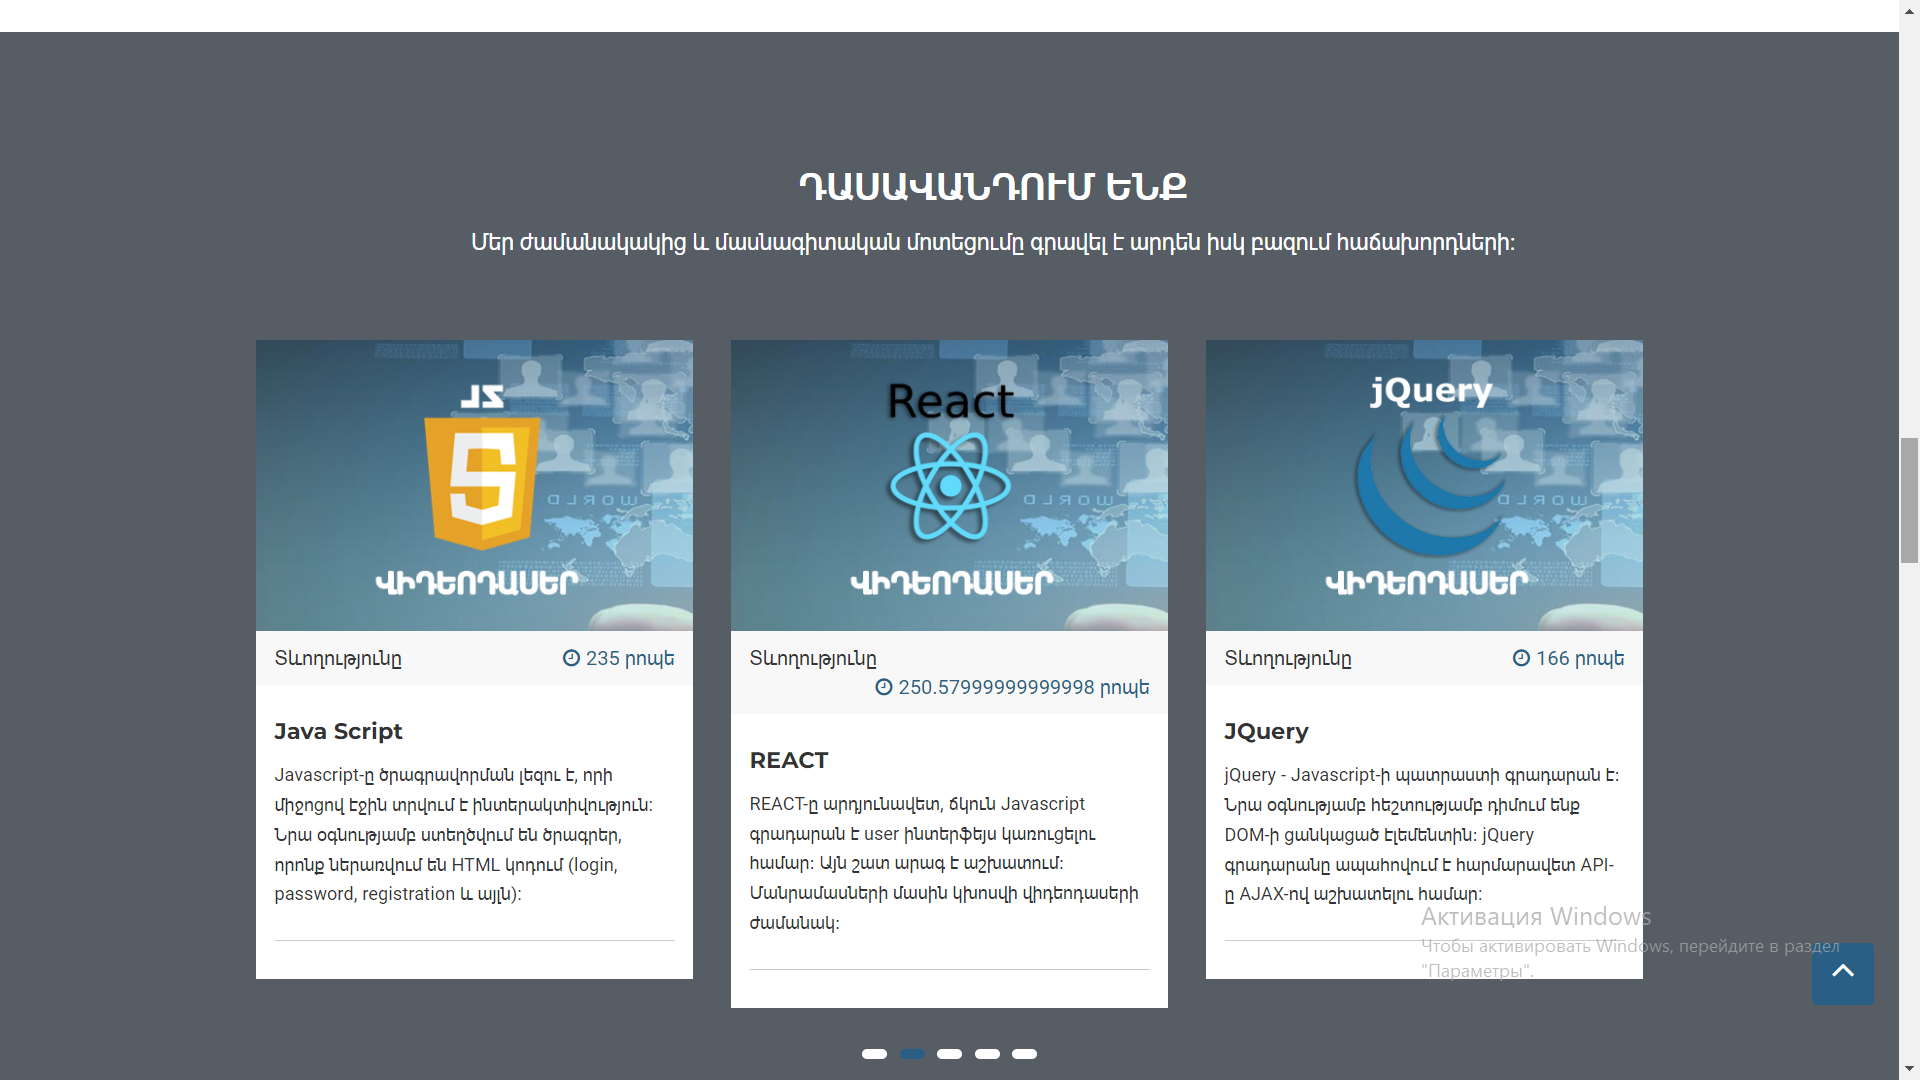 ԴԱՍԱՎԱՆԴՈՒՄ ԵՆՔ
Մեր ժամանակակից և մասնագիտական մոտեցումը գրավել է արդեն իսկ բազում հաճախորդների:
JS
5
ՎԻԴԵՈԴԱՍԵՐ
Տևողությունը
235 րոպե
Java Script
Javascript-ը ծրագրավորման լեզու է, որի
միջոցով էջին տրվում է ինտերակտիվություն:
Նրա օգնությամբ ստեղծվում են ծրագրեր,
որոնք ներառվում են HTML կոդում (login,
password, registration և այլն):
React
WORLD
ՎԻԴԵՈԴԱՍԵՐ
Տևողությունը
250.57999999999998 րոպե
REACT
REACT-ը արդյունավետ, ճկուն Javascript
գրադարան է user ինտերֆեյս կառուցելու
համար: Այն շատ արագ է աշխատում:
Մանրամասների մասին կխոսվի վիդեոդասերի
ժամանակ:
jQuery
WORLD
ՎԻԴԵՈԴԱՍԵՐ
Տևողությունը
166 րոպե
JQuery
jQuery - Javascript-ի պատրաստի գրադարան է:
Նրա օգնությամբ հեշտությամբ դիմում ենք
DOM-ի ցանկացած էլեմենտին: jQuery
գրադարանը ապահովում է հարմարավետ API-
ը AJAX-ով աշխատելու համար:
Активация Windows
Чтобы активировать Windows, перейдите в раздел
"Параметры".